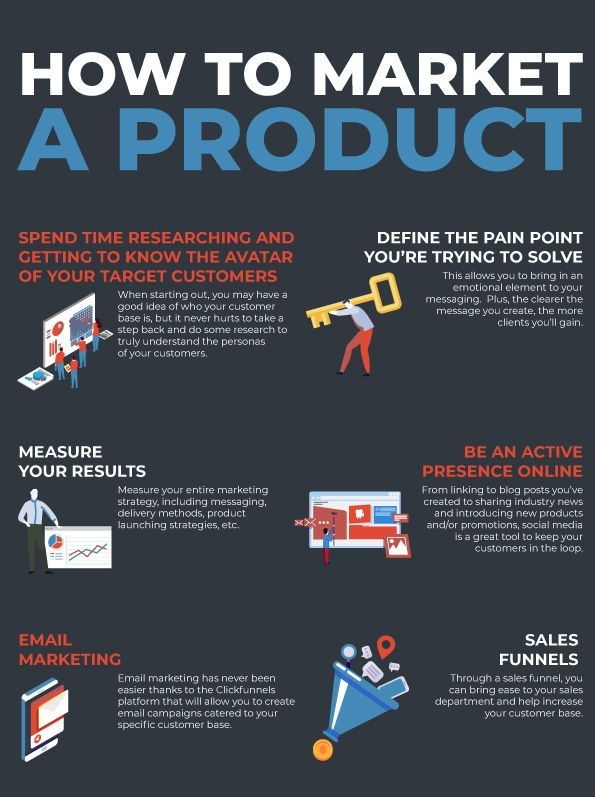 HOW TO MARKET
A PRODUCT
SPEND TIME RESEARCHING AND
GETTING TO KNOW THE AVATAR
OF YOUR TARGET CUSTOMERS
When starting out, you may have a
good idea of who your customer
base is, but it never hurts to take a
step back and do some research to
truly understand the personas
of your customers.
DEFINE THE PAIN POINT
YOU'RE TRYING TO SOLVE
This allows you to bring in an
emotional element to your
messaging. Plus, the clearer the
message you create, the more
clients you'll gain.
MEASURE
YOUR RESULTS
Measure your entire marketing
strategy, including messaging,
delivery methods, product
launching strategies, etc.
BE AN ACTIVE
PRESENCE ONLINE
From linking to blog posts you've
created to sharing industry news
and introducing new products
and/or promotions, social media
is a great tool to keep your
customers in the loop.
EMAIL
MARKETING
Email marketing has never been
easier thanks to the Clickfunnels
platform that will allow you to create
email campaigns catered to your
specific customer base.
SALES
FUNNELS
Through a sales funnel, you
can bring ease to your sales
department and help increase
your customer base.